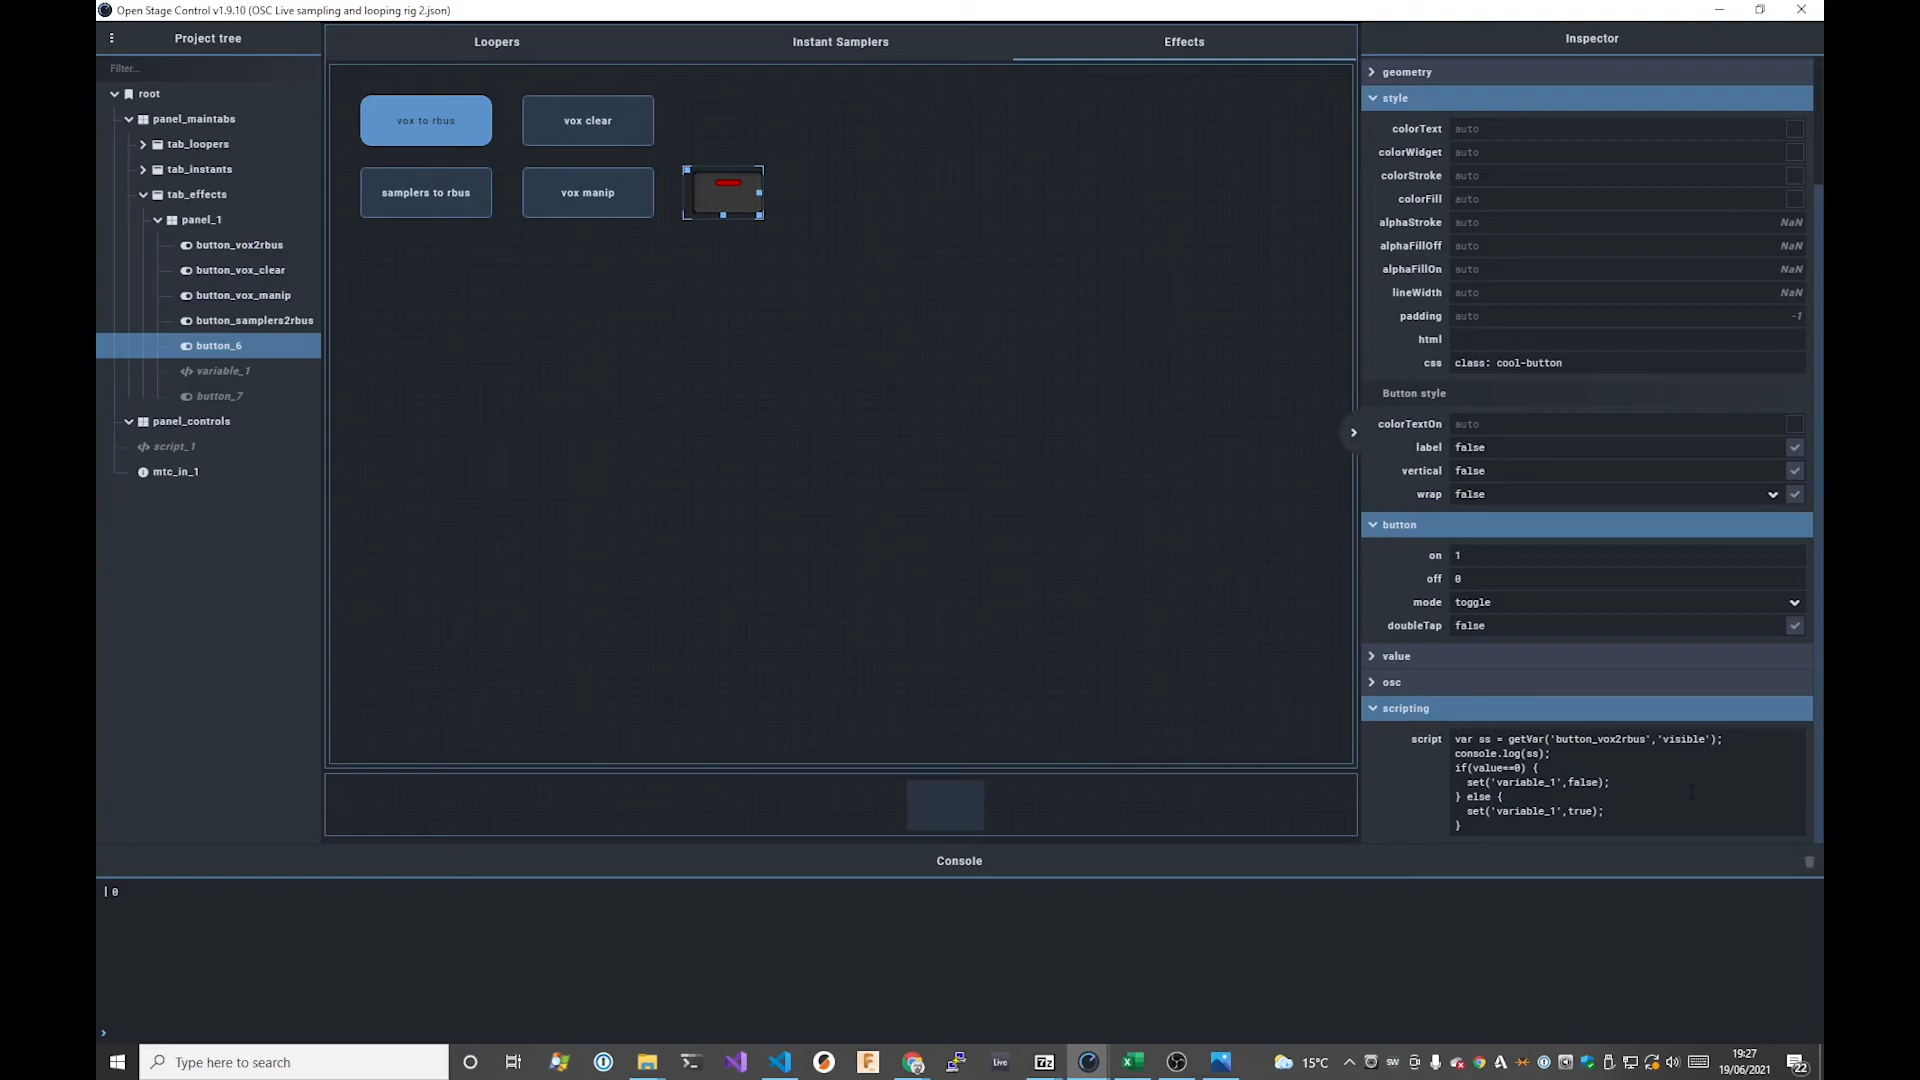 Open Stage Control v1.9.10 (OSC Live sampling and looping rig 2.json)
Project tree
Loopers
Instant Samplers
Effects
Inspector
Filter...
root
panel_maintabs
tab_loopers
tab_instants
tab_effects
panel_1
button_vox2rbus
button_vox_clear
button_vox_manip
button_samplers2rbus
button_6
variable_1
button_7
panel_controls
script_1
mtc_in_1
vox to rbus
vox clear
samplers to rbus
vox manip
geometry
style
colorText auto
colorWidget auto
colorStroke auto
colorFill auto
alphaStroke auto NaN
alphaFillOff auto NaN
alphaFillOn auto NaN
lineWidth auto NaN
padding auto -1
html
css class: cool-button
Button style
colorTextOn auto
label false
vertical false
wrap false
button
on 1
off 0
mode toggle
doubleTap false
value
osc
scripting
script var ss = getVar('button_vox2rbus','visible');
console.log(ss);
if(value==0) {
set('variable_1',false);
} else {
set('variable_1',true);
}
Console
0
Type here to search
Live
7z
15°C
SW
19:27
19/06/2021
22